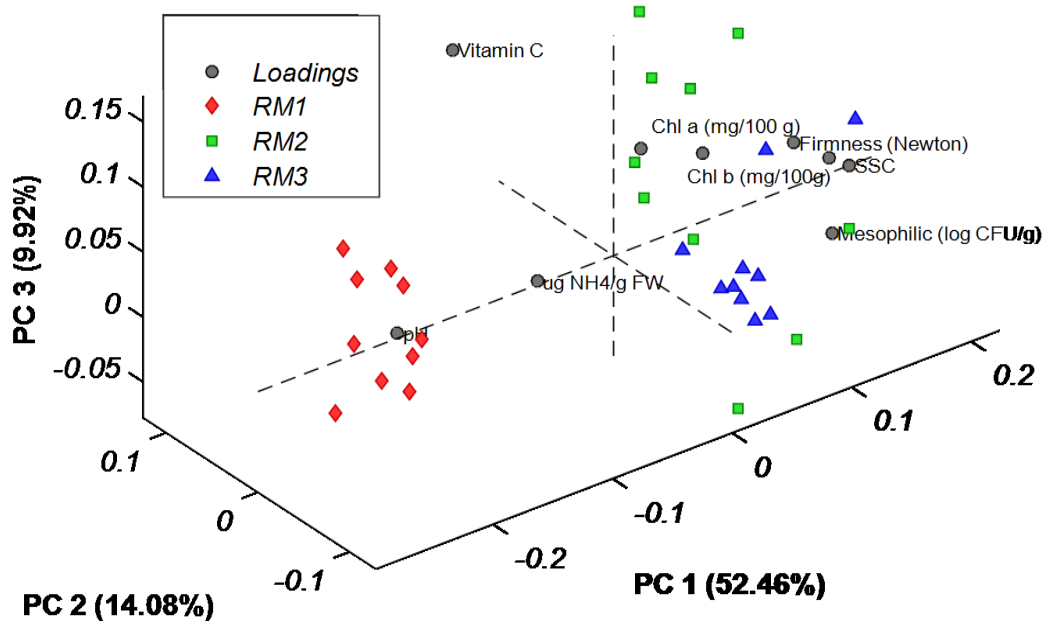 Loadings
RM1
RM2
RM3
Vitamin C
Chl a (mg/100 g)
Firmness (Newton)
Chl b (mg/100g)
SSC
Mesophilic (log CFU/g)
ug NH4/g FW
pH
PC 3 (9.92%)
0.15
0.1
0.05
0
-0.05
PC 2 (14.08%)
0.1
0
-0.1
PC 1 (52.46%)
-0.2
-0.1
0
0.1
0.2